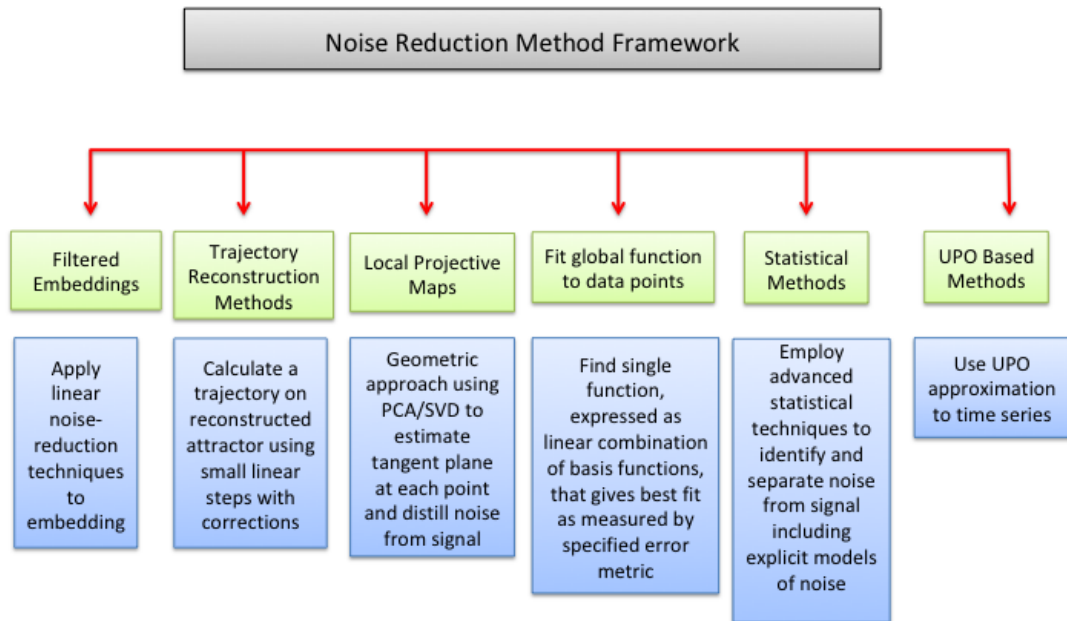 Noise Reduction Method Framework
Filtered
Embeddings
Trajectory
Reconstruction
Methods
Local Projective
Maps
Fit global function
to data points
Statistical
Methods
UPO Based
Methods
Apply
linear
noise-
reduction
techniques
to
embedding
Calculate a
trajectory on
reconstructed
attractor using
small linear
steps with
corrections
Geometric
approach using
PCA/SVD to
estimate
tangent plane
at each point
and distill noise
from signal
Find single
function,
expressed as
linear combination
of basis functions,
that gives best fit
as measured by
specified error
metric
Employ
advanced
statistical
techniques to
identify and
separate noise
from signal
including
explicit models
of noise
Use UPO
approximation
to time series